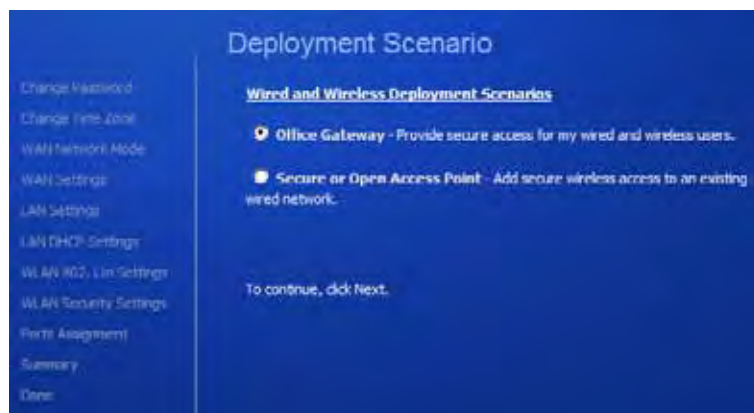 Deployment Scenario
Change Password
Change Time Zone
WAN Network Mode
WAN Settings
LAN Settings
LAN DHCP Settings
WLAN 802.11n Settings
WLAN Security Settings
Ports Assignment
Summary
Done
Wired and Wireless Deployment Scenarios
Office Gateway - Provide secure access for my wired and wireless users.
Secure or Open Access Point - Add secure wireless access to an existing
wired network.
To continue, click Next.